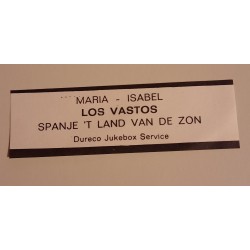 MARIA - ISABEL
LOS VASTOS
SPANJE 'T LAND VAN DE ZON
Dureco Jukebox Service